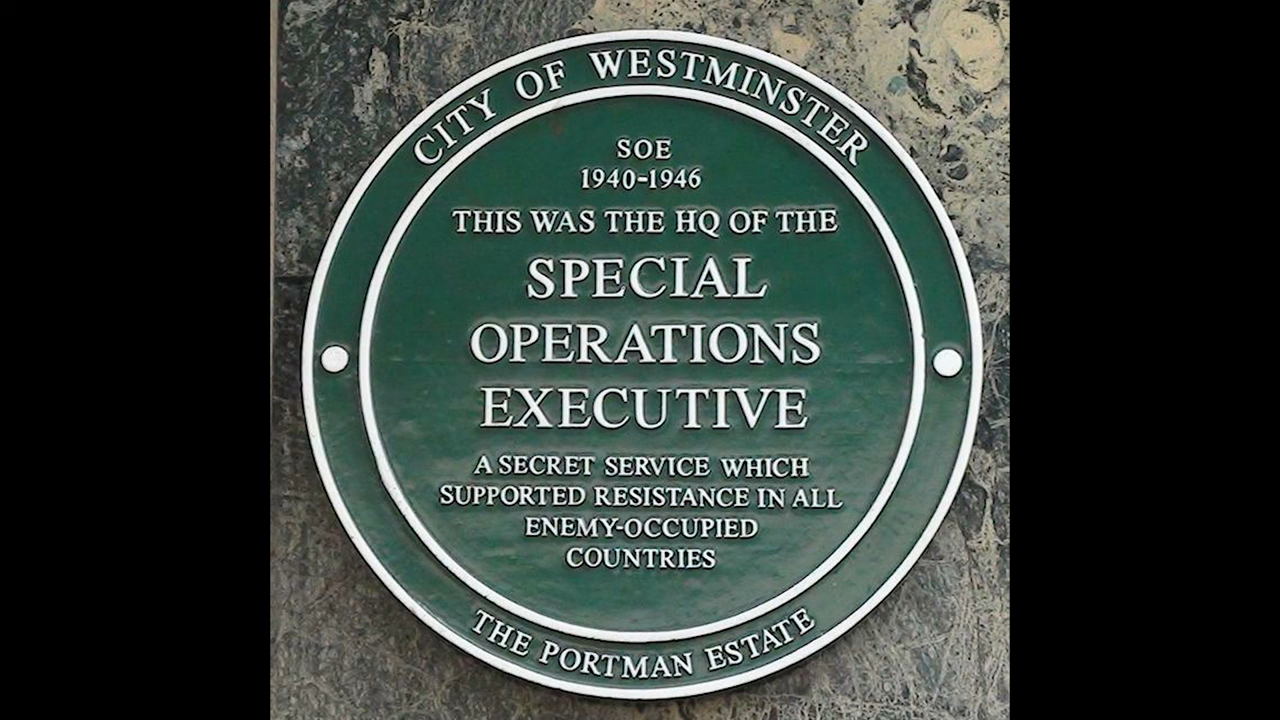 CITY OF WESTMINSTER
SOE
1940-1946
THIS WAS THE HQ OF THE
SPECIAL
OPERATIONS
EXECUTIVE
A SECRET SERVICE WHICH
SUPPORTED RESISTANCE IN ALL
ENEMY-OCCUPIED
COUNTRIES
THE PORTMAN ESTATE